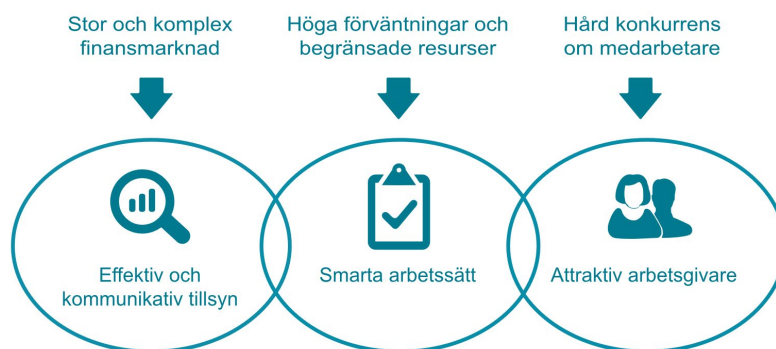 Stor och komplex
finansmarknad
Höga förväntningar och
begränsade resurser
Hård konkurrens
om medarbetare
Effektiv och
kommunikativ tillsyn
Smarta arbetssätt
Attraktiv arbetsgivare